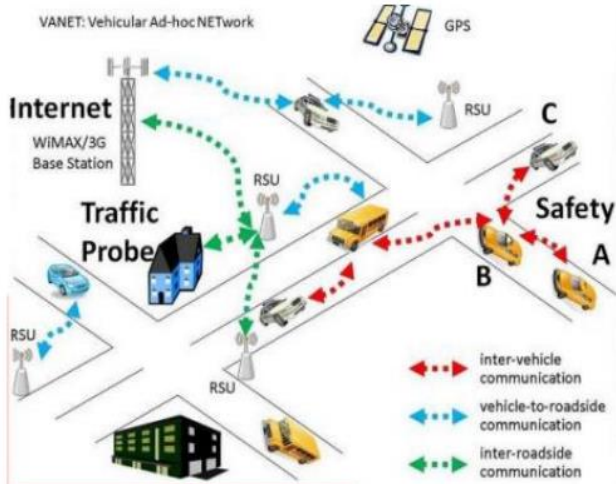 VANET: Vehicular Ad-hoc NETwork
GPS
Internet
WiMAX/3G
Base Station
RSU
C
RSU
Traffic
Probe
Safety
A
B
RSU
RSU
inter-vehicle
communication
vehicle-to-roadside
communication
inter-roadside
communication